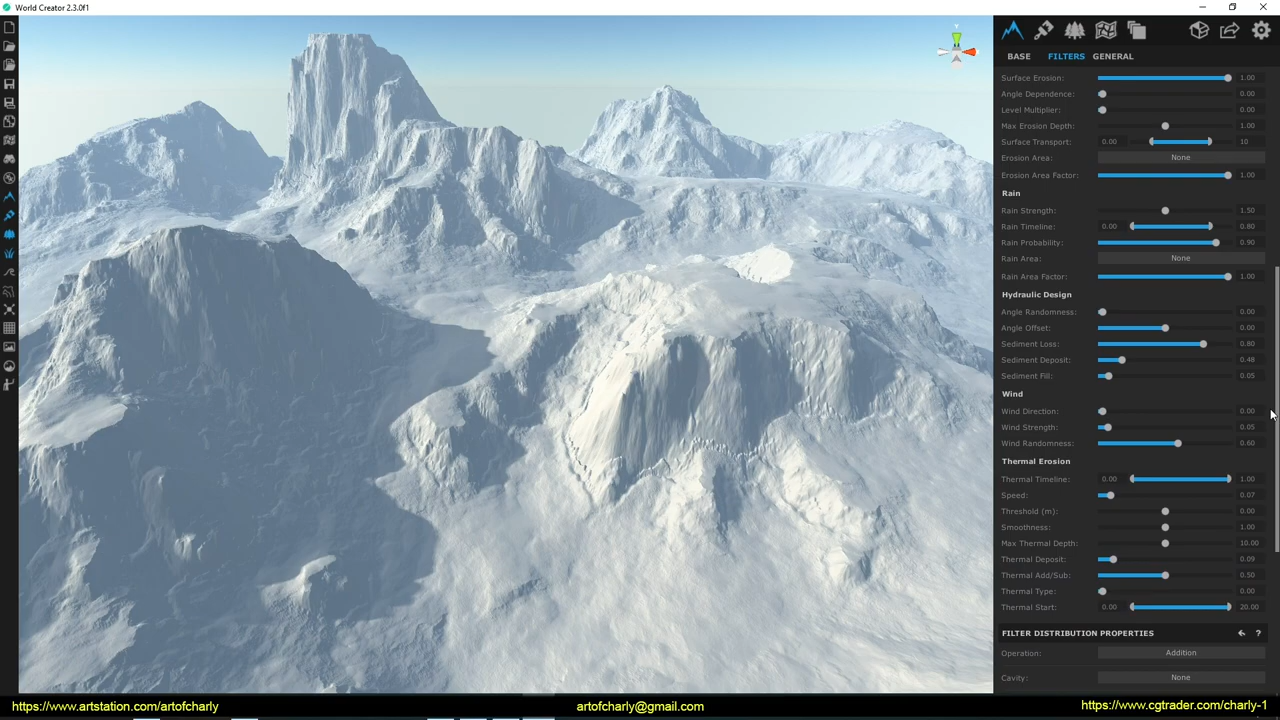 World Creator 2.3.0f1
BASE FILTERS GENERAL
Surface Erosion: 1.00
Angle Dependence: 0.00
Level Multiplier: 0.00
Max Erosion Depth: 1.00
Surface Transport: 0.00 10
Erosion Area: None
Erosion Area Factor: 1.00
Rain
Rain Strength: 1.50
Rain Timeline: 0.00 0.80
Rain Probability: 0.90
Rain Area: None
Rain Area Factor: 1.00
Hydraulic Design
Angle Randomness: 0.00
Angle Offset: 0.00
Sediment Loss: 0.80
Sediment Deposit: 0.48
Sediment Fill: 0.05
Wind
Wind Direction: 0.00
Wind Strength: 0.05
Wind Randomness: 0.60
Thermal Erosion
Thermal Timeline: 0.00 1.00
Speed: 0.07
Threshold (m): 0.00
Smoothness: 1.00
Max Thermal Depth: 10.00
Thermal Deposit: 0.09
Thermal Add/Sub: 0.50
Thermal Type: 0.00
Thermal Start: 0.00 20.00
FILTER DISTRIBUTION PROPERTIES ?
Operation: Addition
Cavity: None
https://www.artstation.com/artofcharly artofcharly@gmail.com https://www.cgtrader.com/charly-1